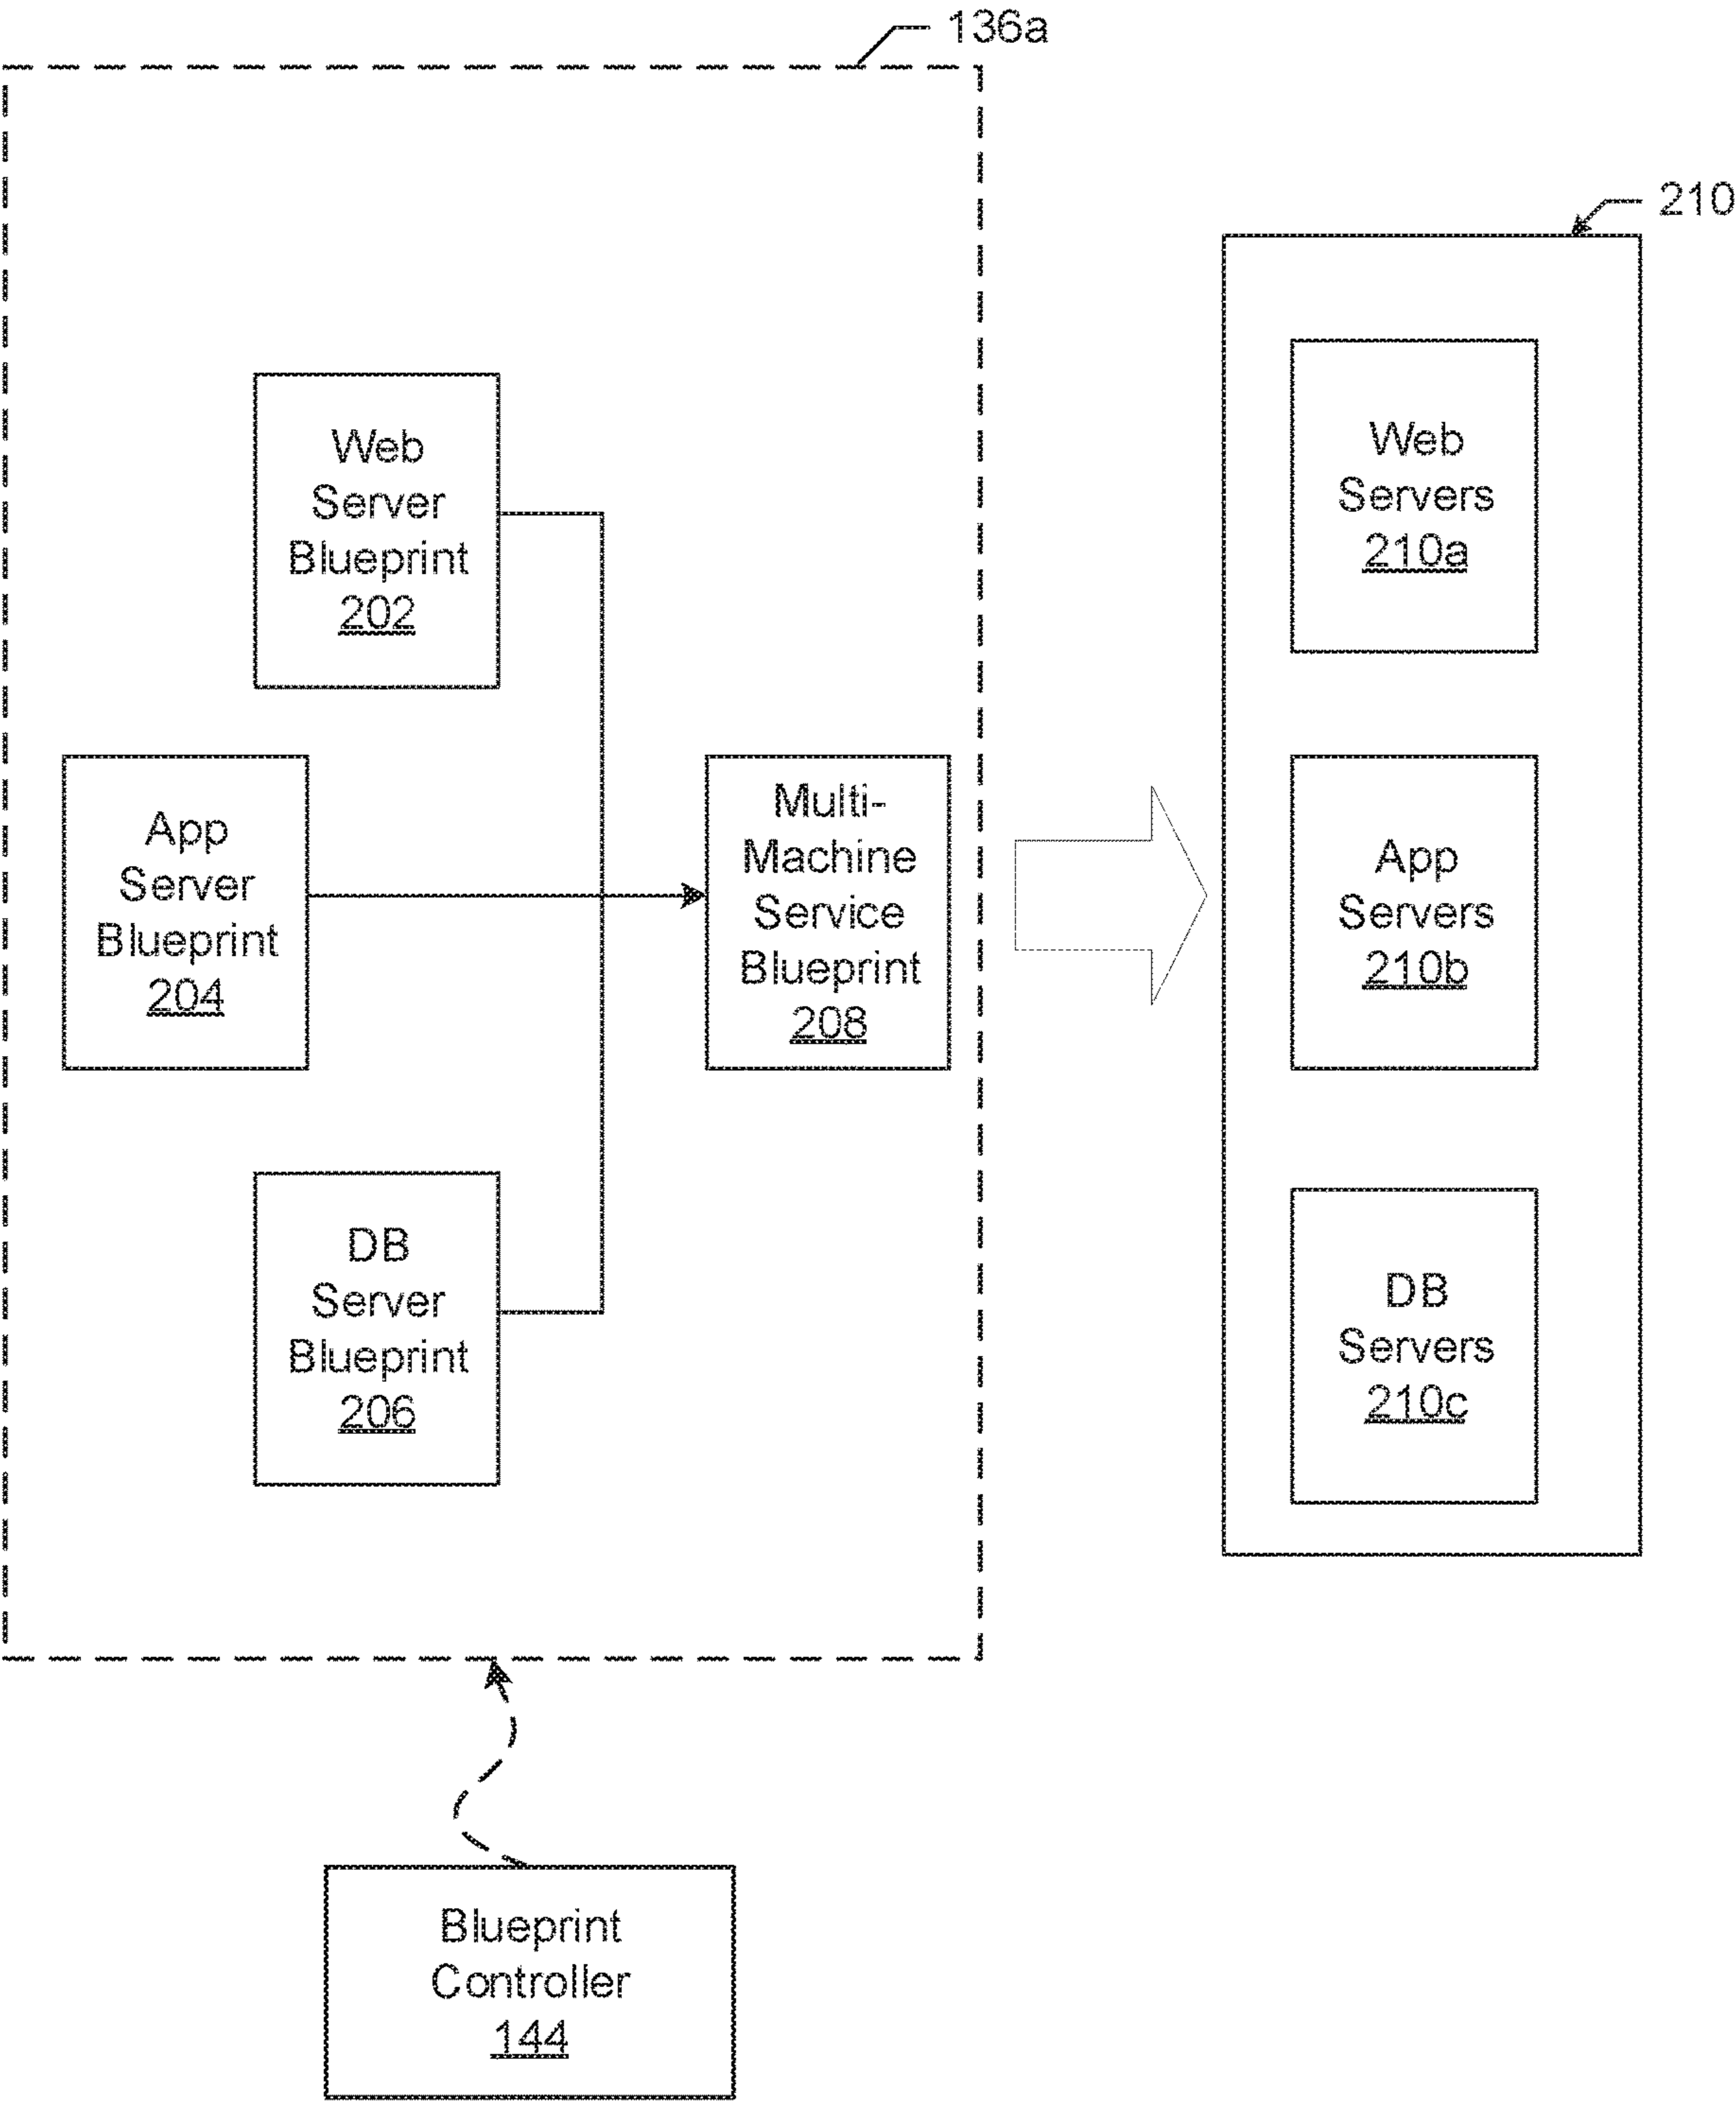 136a
210
Web
Server
Blueprint
202
App
Server
Blueprint
204
Multi-
Machine
Service
Blueprint
208
DB
Server
Blueprint
206
Web
Servers
210a
App
Servers
210b
DB
Servers
210c
Blueprint
Controller
144